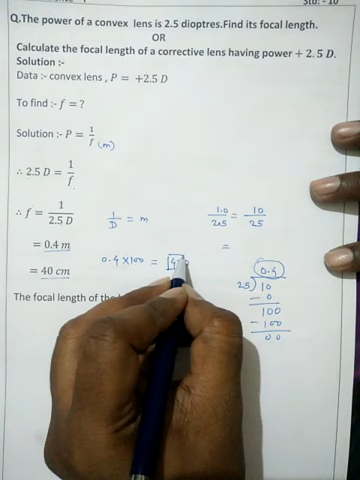 Std: - 10
Q.The power of a convex lens is 2.5 dioptres.Find its focal length.
OR
Calculate the focal length of a corrective lens having power + 2.5 D.
Solution :-
Data :- convex lens , P = +2.5 D
To find :- f = ?
Solution :- P = 1/f (m)
∴ 2.5 D = 1/f
∴ f = 1/2.5 D
1/D = m
1.0/2.5 = 10/25
= 0.4 m
=
0.4 × 100 =
= 40 cm
0.4
25) 10
- 0
100
- 100
00
The focal length of the